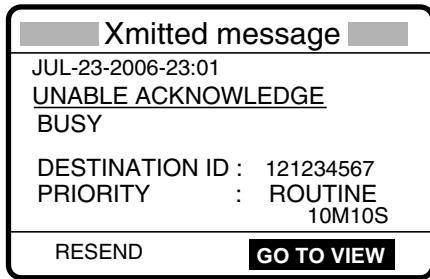 Xmitted message
JUL-23-2006-23:01
UNABLE ACKNOWLEDGE
BUSY
DESTINATION ID : 121234567
PRIORITY : ROUTINE
10M10S
RESEND GO TO VIEW